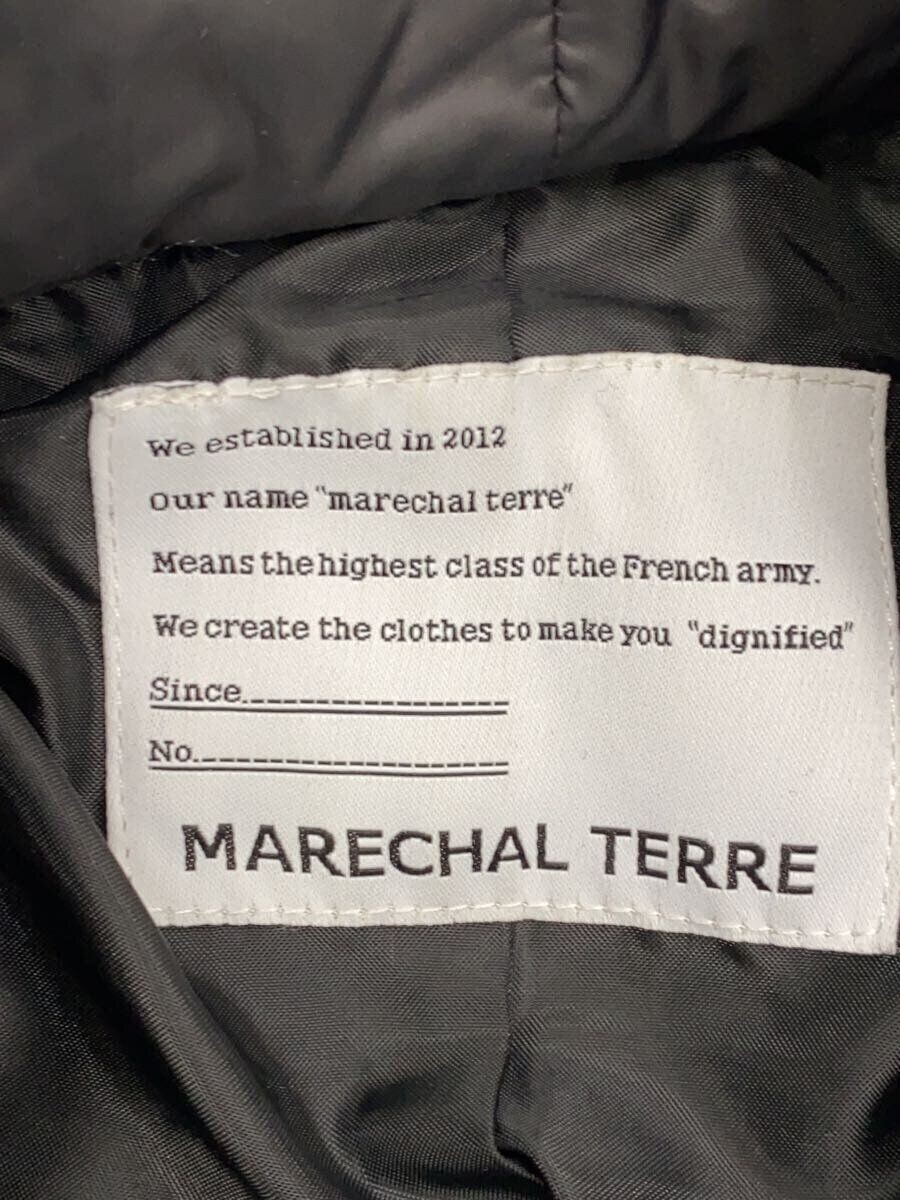 We established in 2012
Our name "marechal terre"
Means the highest class of the French army.
We create the clothes to make you "dignified"
Since
No.
MARECHAL TERRE